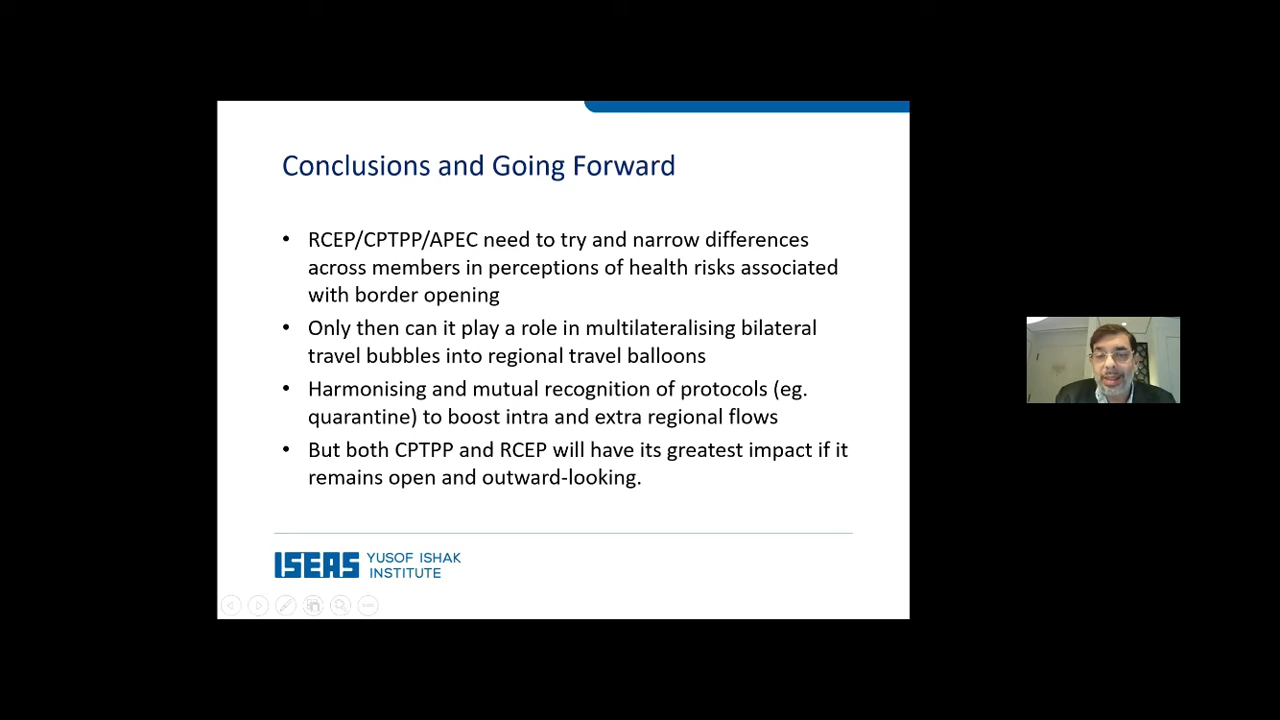 Conclusions and Going Forward
• RCEP/CPTPP/APEC need to try and narrow differences
across members in perceptions of health risks associated
with border opening
• Only then can it play a role in multilateralising bilateral
travel bubbles into regional travel balloons
• Harmonising and mutual recognition of protocols (eg.
quarantine) to boost intra and extra regional flows
• But both CPTPP and RCEP will have its greatest impact if it
remains open and outward-looking.
ISEAS YUSOF ISHAK
INSTITUTE